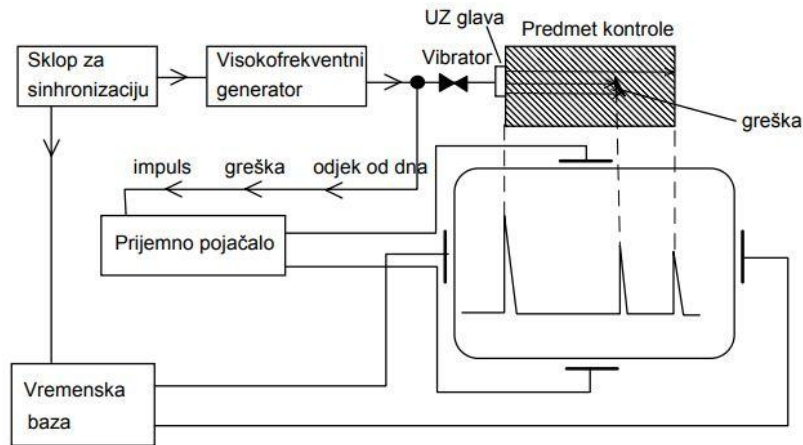 UZ glava
Predmet kontrole
Sklop za
sinhronizaciju
Visokofrekventni
generator
Vibrator
greška
impuls
greška
odjek od dna
Prijemno pojačalo
Vremenska
baza